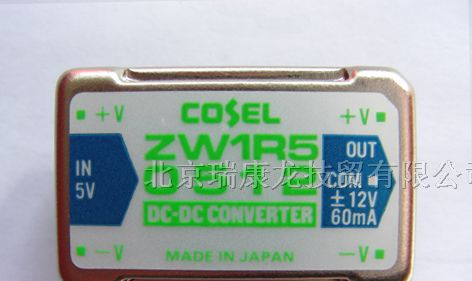 +V COSEL +V
ZW1R5
0512
IN
5V
OUT
COM
±12V
60mA
DC-DC CONVERTER
-V MADE IN JAPAN -V
北京瑞康龙技贸有限公司